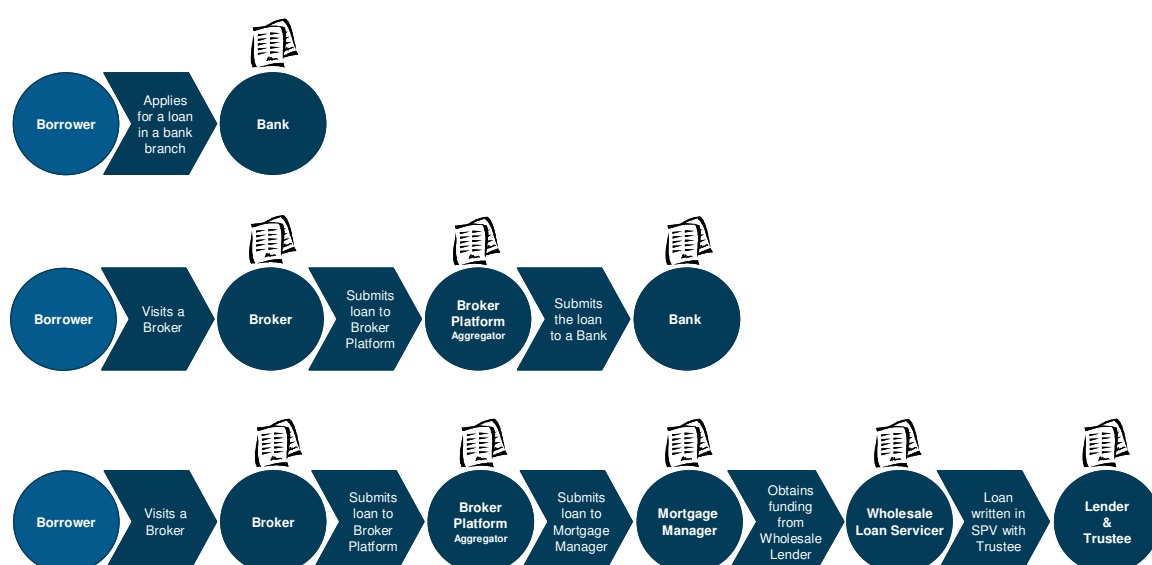 Borrower
Applies
for a loan
in a bank
branch
Bank
Borrower
Visits a
Broker
Broker
Submits
loan to
Broker
Platform
Broker
Platform
Aggregator
Submits
the loan
to a Bank
Bank
Borrower
Visits a
Broker
Broker
Submits
loan to
Broker
Platform
Broker
Platform
Aggregator
Submits
loan to
Mortgage
Manager
Mortgage
Manager
Obtains
funding
from
Wholesale
Lender
Wholesale
Loan Servicer
Loan
written in
SPV with
Trustee
Lender
&
Trustee